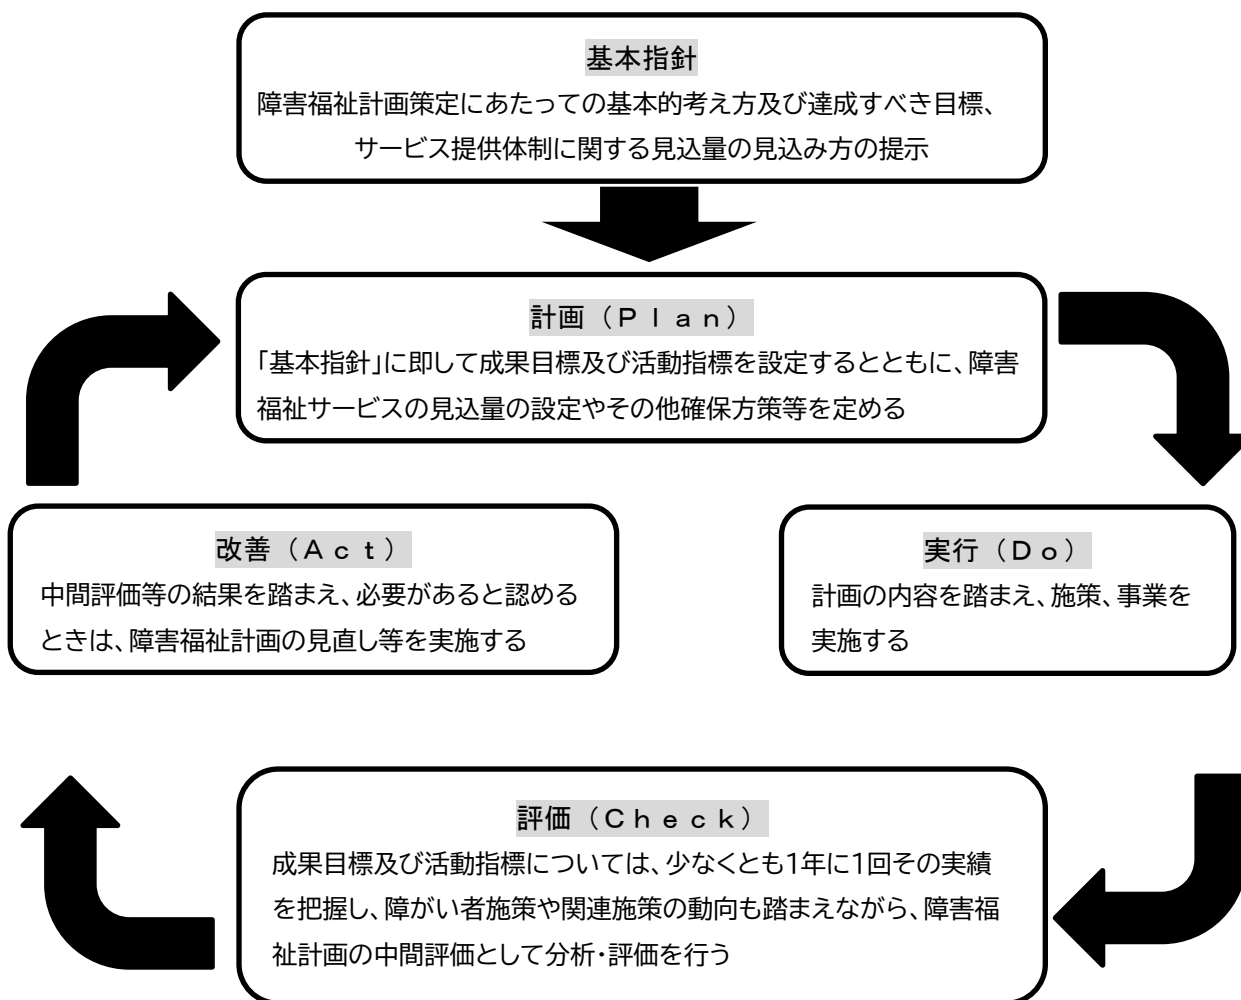 基本指針
障害福祉計画策定にあたっての基本的考え方及び達成すべき目標、
サービス提供体制に関する見込量の見込み方の提示
計画（Ｐｌａｎ）
「基本指針」に即して成果目標及び活動指標を設定するとともに、障害
福祉サービスの見込量の設定やその他確保方策等を定める
改善（Ａｃｔ）
中間評価等の結果を踏まえ、必要があると認める
ときは、障害福祉計画の見直し等を実施する
実行（Ｄｏ）
計画の内容を踏まえ、施策、事業を
実施する
評価（Ｃｈｅｃｋ）
成果目標及び活動指標については、少なくとも1年に1回その実績
を把握し、障がい者施策や関連施策の動向も踏まえながら、障害福
祉計画の中間評価として分析・評価を行う